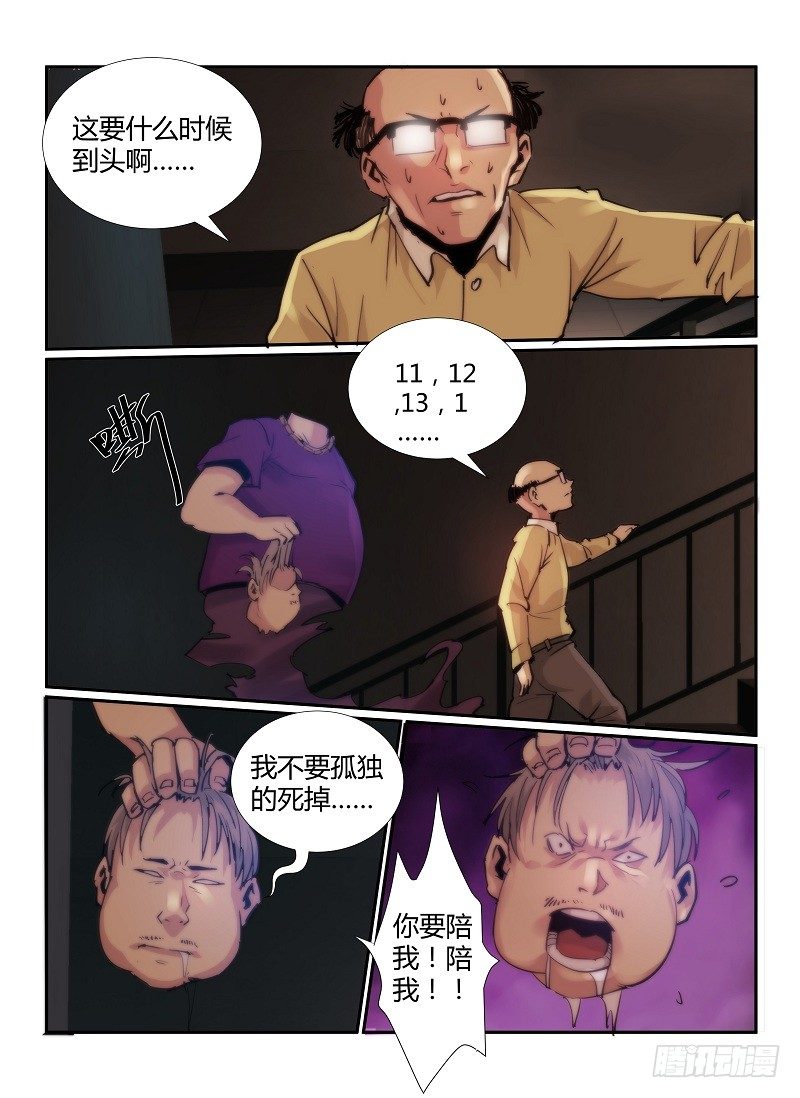 这要什么时候
到头啊……
11，12
,13，1
……
嘶
我不要孤独
的死掉……
你要陪
我！陪
我！！
腾讯动漫